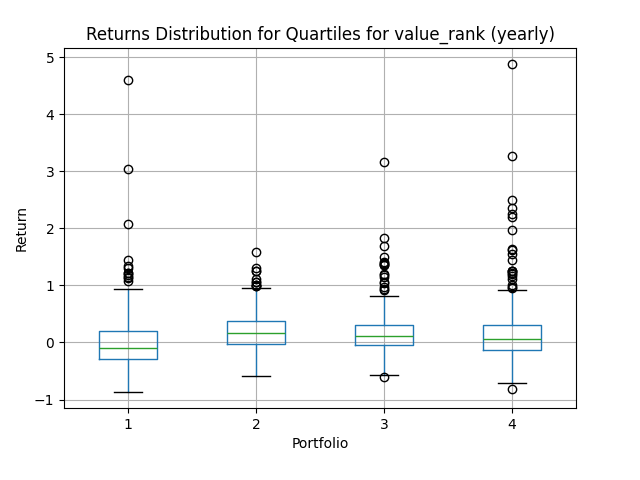 Returns Distribution for Quartiles for value_rank (yearly)
5
4
3
2
1
0
−1
Return
1 2 3 4
Portfolio